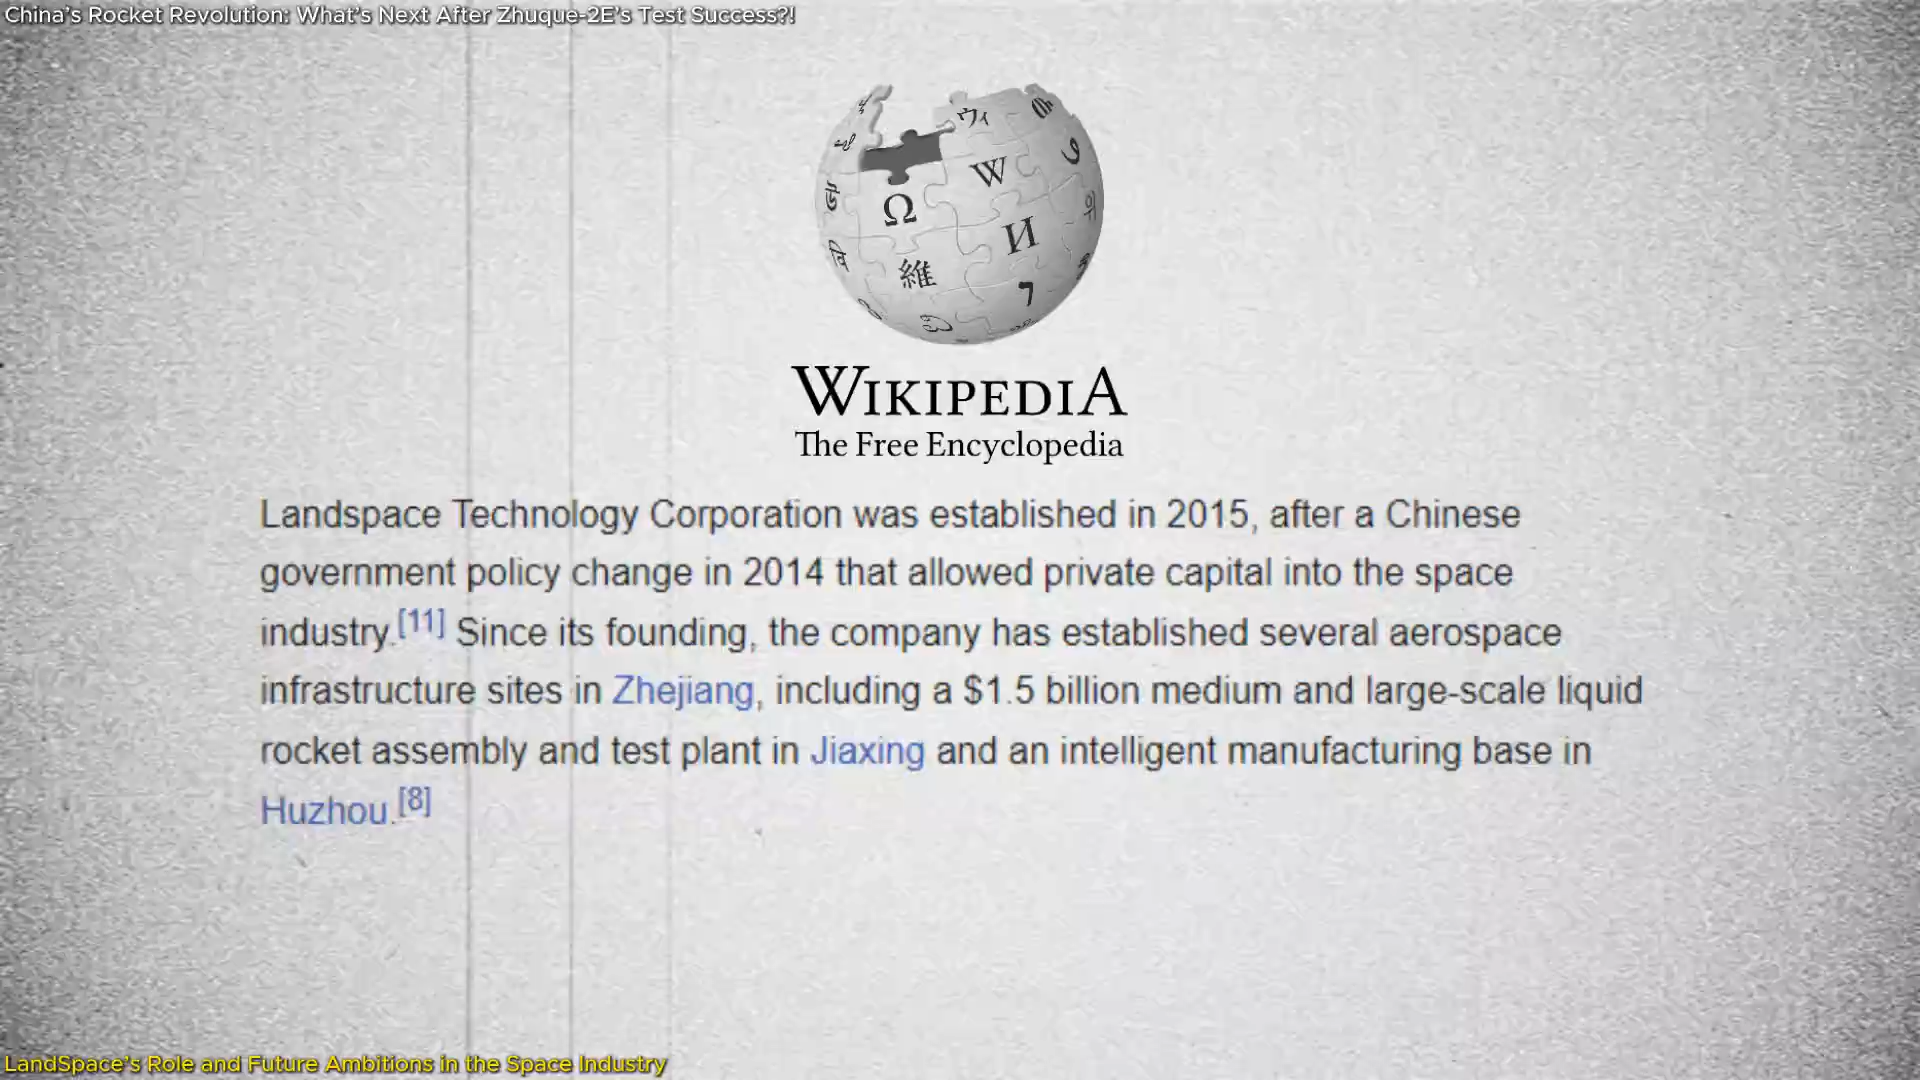 China's Rocket Revolution: What's Next After Zhuque-2E's Test Success?!
ウィ
W
Ω
И
維
ว
WIKIPEDIA
The Free Encyclopedia
Landspace Technology Corporation was established in 2015, after a Chinese
government policy change in 2014 that allowed private capital into the space
industry.[11] Since its founding, the company has established several aerospace
infrastructure sites in Zhejiang, including a $1.5 billion medium and large-scale liquid
rocket assembly and test plant in Jiaxing and an intelligent manufacturing base in
Huzhou.[8]
LandSpace's Role and Future Ambitions in the Space Industry